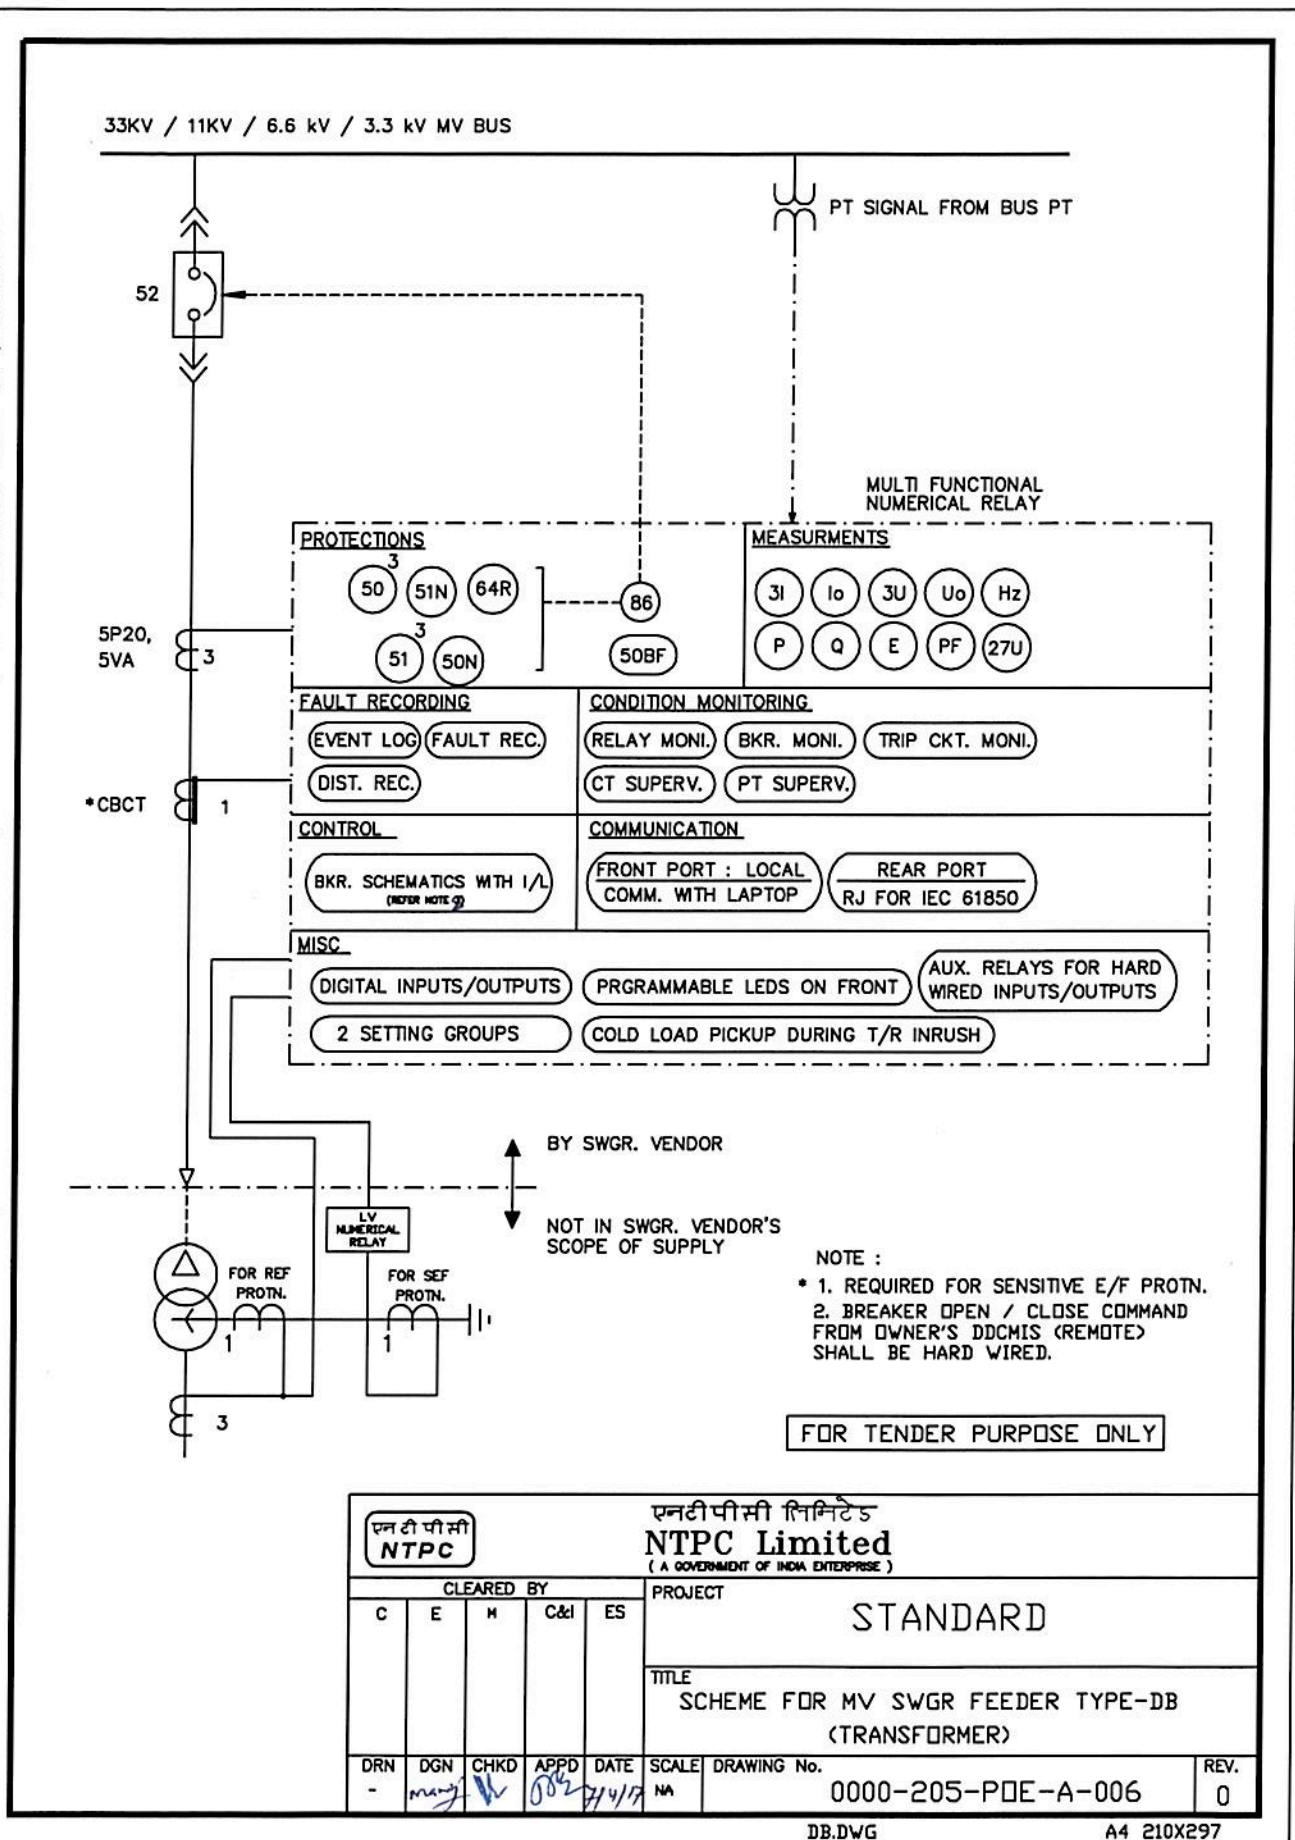 33KV / 11KV / 6.6 kV / 3.3 kV MV BUS
PT SIGNAL FROM BUS PT
52
MULTI FUNCTIONAL
NUMERICAL RELAY
PROTECTIONS
3
50
51N
64R
3
51
50N
86
50BF
MEASURMENTS
3I
Io
3U
Uo
Hz
P
Q
E
PF
27U
5P20,
5VA
3
FAULT RECORDING
EVENT LOG
FAULT REC.
DIST. REC.
CONDITION MONITORING
RELAY MONI.
BKR. MONI.
TRIP CKT. MONI.
CT SUPERV.
PT SUPERV.
*CBCT
1
CONTROL
BKR. SCHEMATICS WITH I/L
(REFER NOTE
COMMUNICATION
FRONT PORT : LOCAL
COMM. WITH LAPTOP
REAR PORT
RJ FOR IEC 61850
MISC
DIGITAL INPUTS/OUTPUTS
PRGRAMMABLE LEDS ON FRONT
AUX. RELAYS FOR HARD
WIRED INPUTS/OUTPUTS
2 SETTING GROUPS
COLD LOAD PICKUP DURING T/R INRUSH
BY SWGR. VENDOR
NOT IN SWGR. VENDOR'S
SCOPE OF SUPPLY
LV
NUMERICAL
RELAY
FOR REF
PROTN.
1
FOR SEF
PROTN.
1
3
NOTE :
* 1. REQUIRED FOR SENSITIVE E/F PROTN.
2. BREAKER OPEN / CLOSE COMMAND
FROM OWNER'S DDCMIS (REMOTE)
SHALL BE HARD WIRED.
FOR TENDER PURPOSE ONLY
एनटीपीसी
NTPC
एनटीपीसी लिमिटेड
NTPC Limited
( A GOVERNMENT OF INDIA ENTERPRISE )
CLEARED BY
C E M C&I ES
PROJECT
STANDARD
TITLE
SCHEME FOR MV SWGR FEEDER TYPE-DB
(TRANSFORMER)
DRN DGN CHKD APPD DATE
- 7/4/17
SCALE
NA
DRAWING No.
0000-205-POE-A-006
REV.
0
DB.DWG
A4 210X297